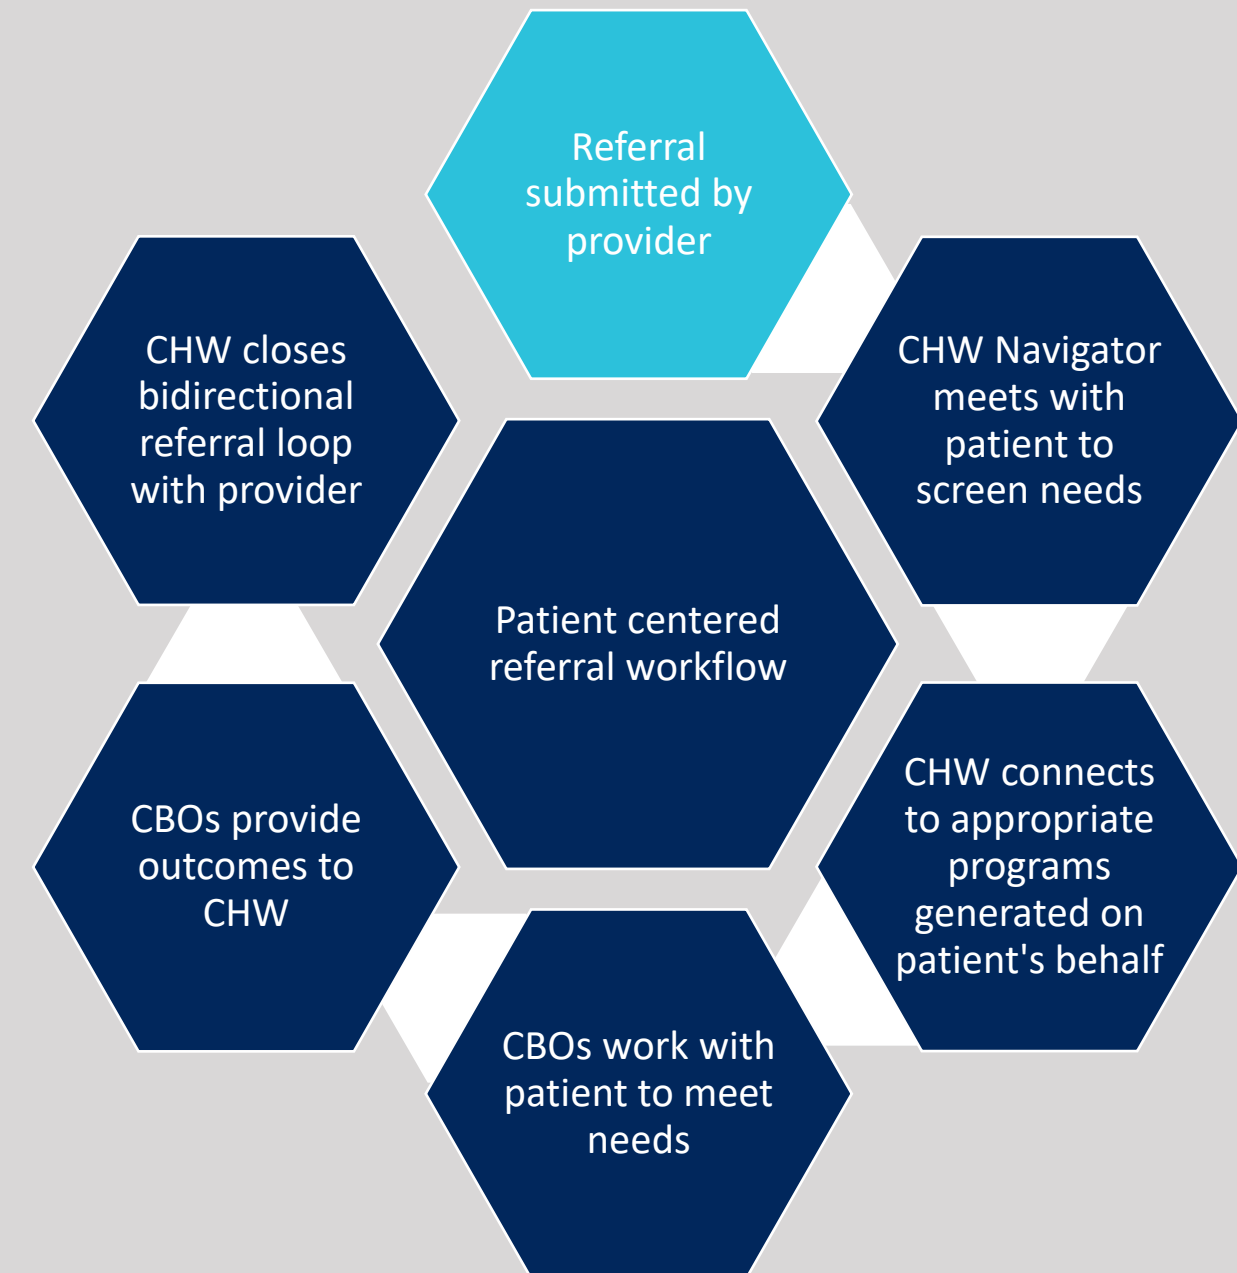 Referral
submitted by
provider
CHW Navigator
meets with
patient to
screen needs
CHW connects
to appropriate
programs
generated on
patient's behalf
CBOs work with
patient to meet
needs
CBOs provide
outcomes to
CHW
CHW closes
bidirectional
referral loop
with provider
Patient centered
referral workflow